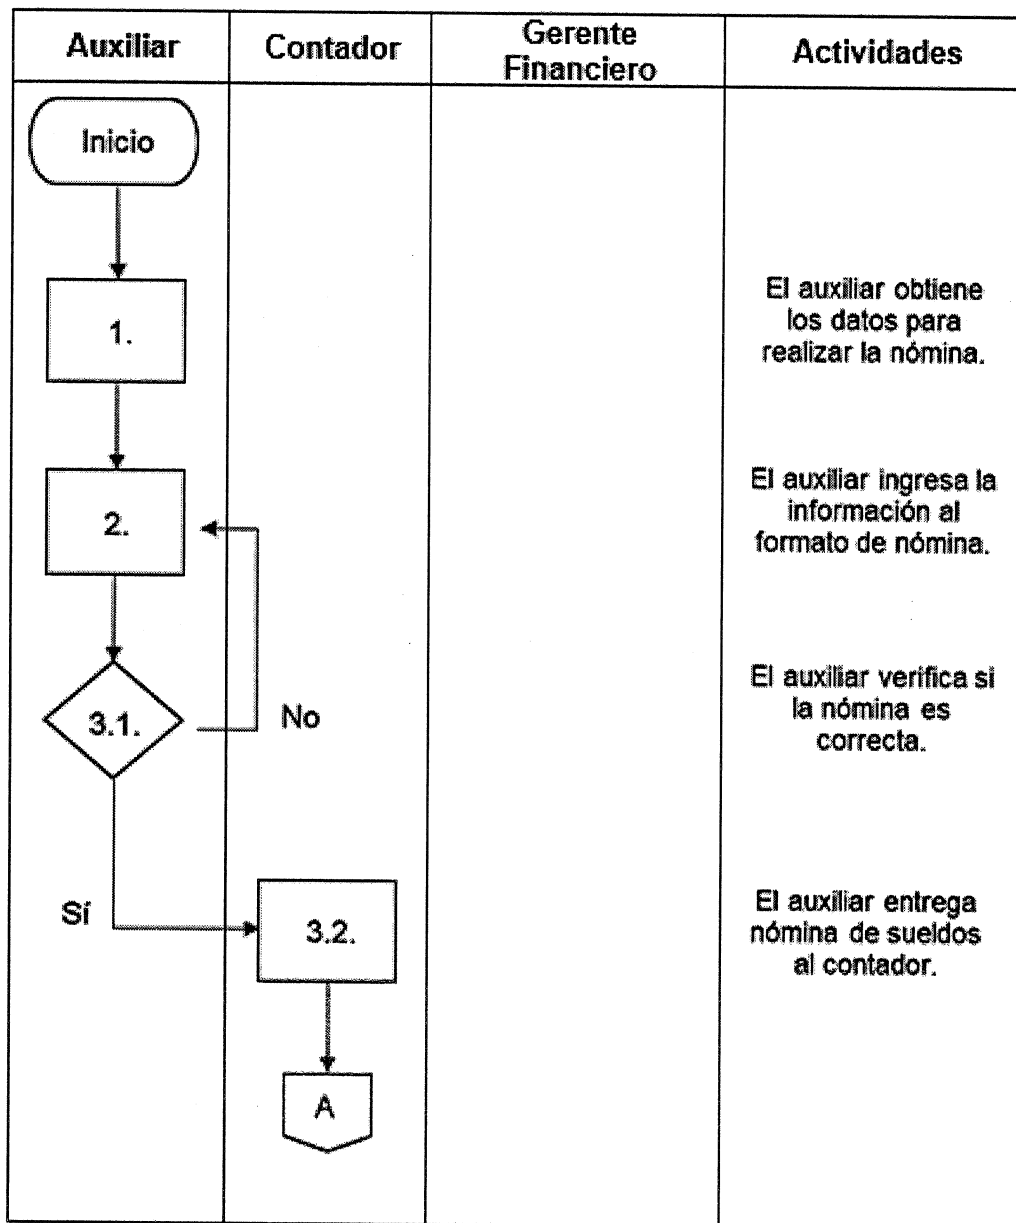 Auxiliar
Contador
Gerente
Financiero
Actividades
Inicio
1.
El auxiliar obtiene
los datos para
realizar la nómina.
2.
El auxiliar ingresa la
información al
formato de nómina.
3.1.
No
El auxiliar verifica si
la nómina es
correcta.
Sí
3.2.
El auxiliar entrega
nómina de sueldos
al contador.
A